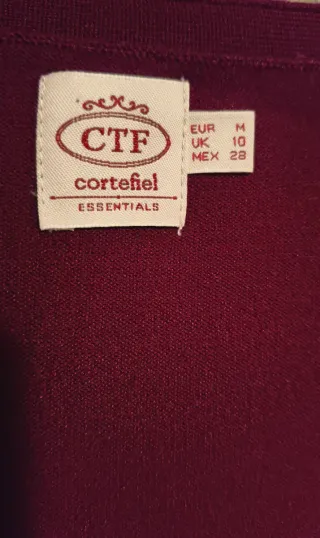 CTF
cortefiel
ESSENTIALS
EUR M
UK 10
MEX 28